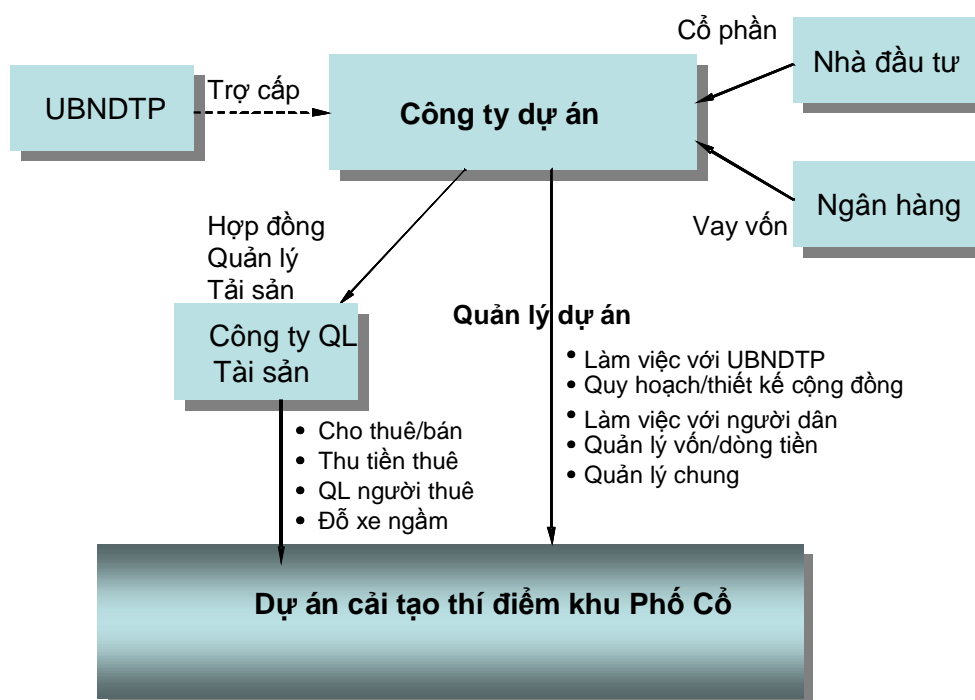 Cổ phần
Nhà đầu tư
UBNDTP
Trợ cấp
Công ty dự án
Ngân hàng
Vay vốn
Hợp đồng
Quản lý
Tải sản
Công ty QL
Tài sản
Quản lý dự án
• Làm việc với UBNDTP
• Quy hoạch/thiết kế cộng đồng
• Làm việc với người dân
• Quản lý vốn/dòng tiền
• Quản lý chung
• Cho thuê/bán
• Thu tiền thuê
• QL người thuê
• Đỗ xe ngầm
Dự án cải tạo thí điểm khu Phố Cổ